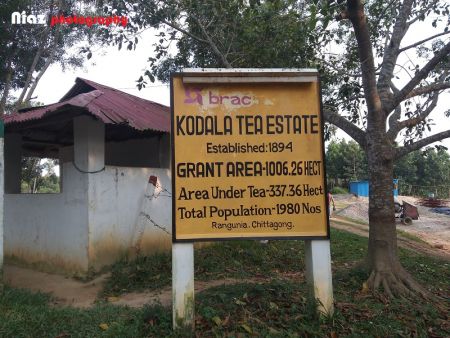 Niaz photography
brac
KODALA TEA ESTATE
Established:1894
GRANT AREA-1006.26 HECT
Area Under Tea-337.36 Hect
Total Population-1980 Nos
Rangunia. Chittagong.